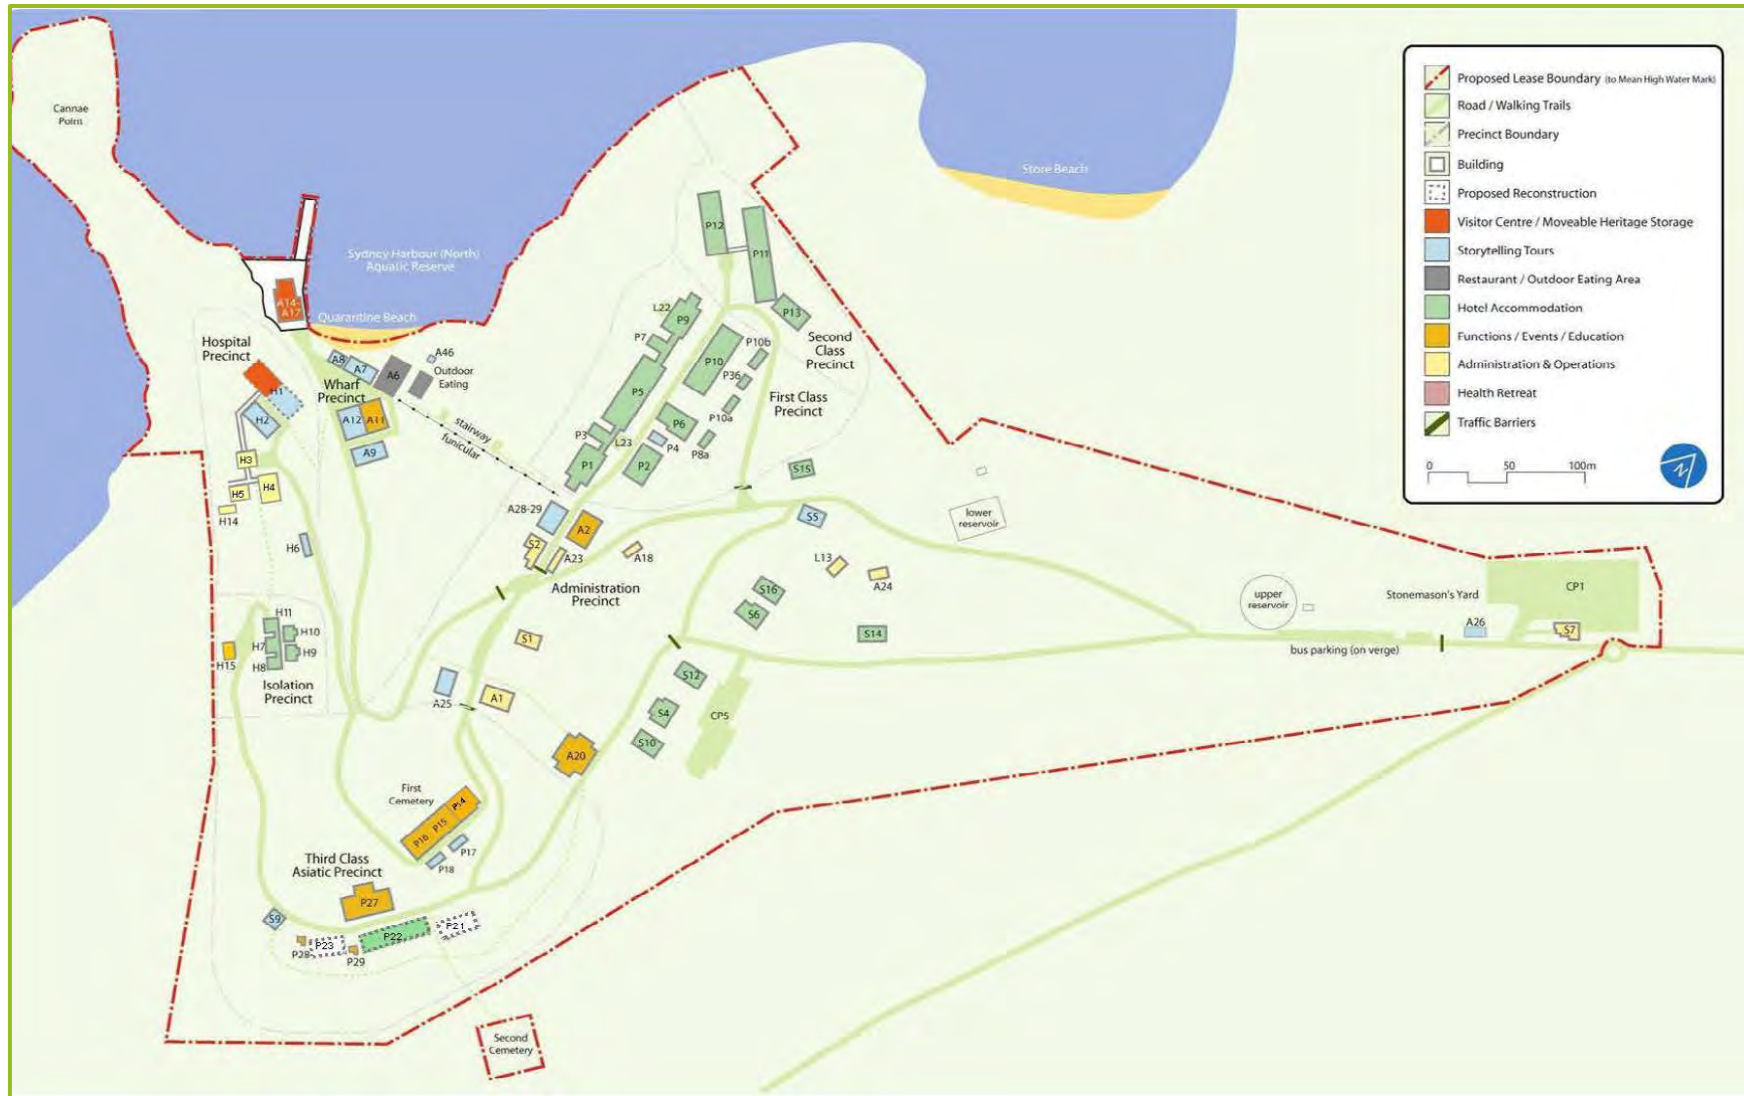 Cannae
Point
Store Beach
Sydney Harbour (North)
Aquatic Reserve
Quarantine Beach
A14-
A17
Hospital
Precinct
H1
H2
H3
H4
H5
H14
H6
Wharf
Precinct
A8
A7
A6
A46
Outdoor
Eating
A12
A11
A9
stairway
funicular
P12
P11
P13
L22
P9
P7
P10
P10b
P36
P10a
P5
P6
P4
P8a
P3
L23
P1
P2
Second
Class
Precinct
First Class
Precinct
S15
A28-29
A2
S2
A23
A18
Administration
Precinct
S5
L13
A24
S16
S6
S14
lower
reservoir
upper
reservoir
Stonemason's Yard
CP1
A26
S7
bus parking (on verge)
H11
H10
H7
H9
H8
H15
Isolation
Precinct
S1
A25
A1
A20
S12
S4
S10
CP5
First
Cemetery
P14
P15
P16
P17
P18
Third Class
Asiatic Precinct
P27
S9
P28
P23
P29
P22
P21
Second
Cemetery
Proposed Lease Boundary (to Mean High Water Mark)
Road / Walking Trails
Precinct Boundary
Building
Proposed Reconstruction
Visitor Centre / Moveable Heritage Storage
Storytelling Tours
Restaurant / Outdoor Eating Area
Hotel Accommodation
Functions / Events / Education
Administration & Operations
Health Retreat
Traffic Barriers
0 50 100m
N